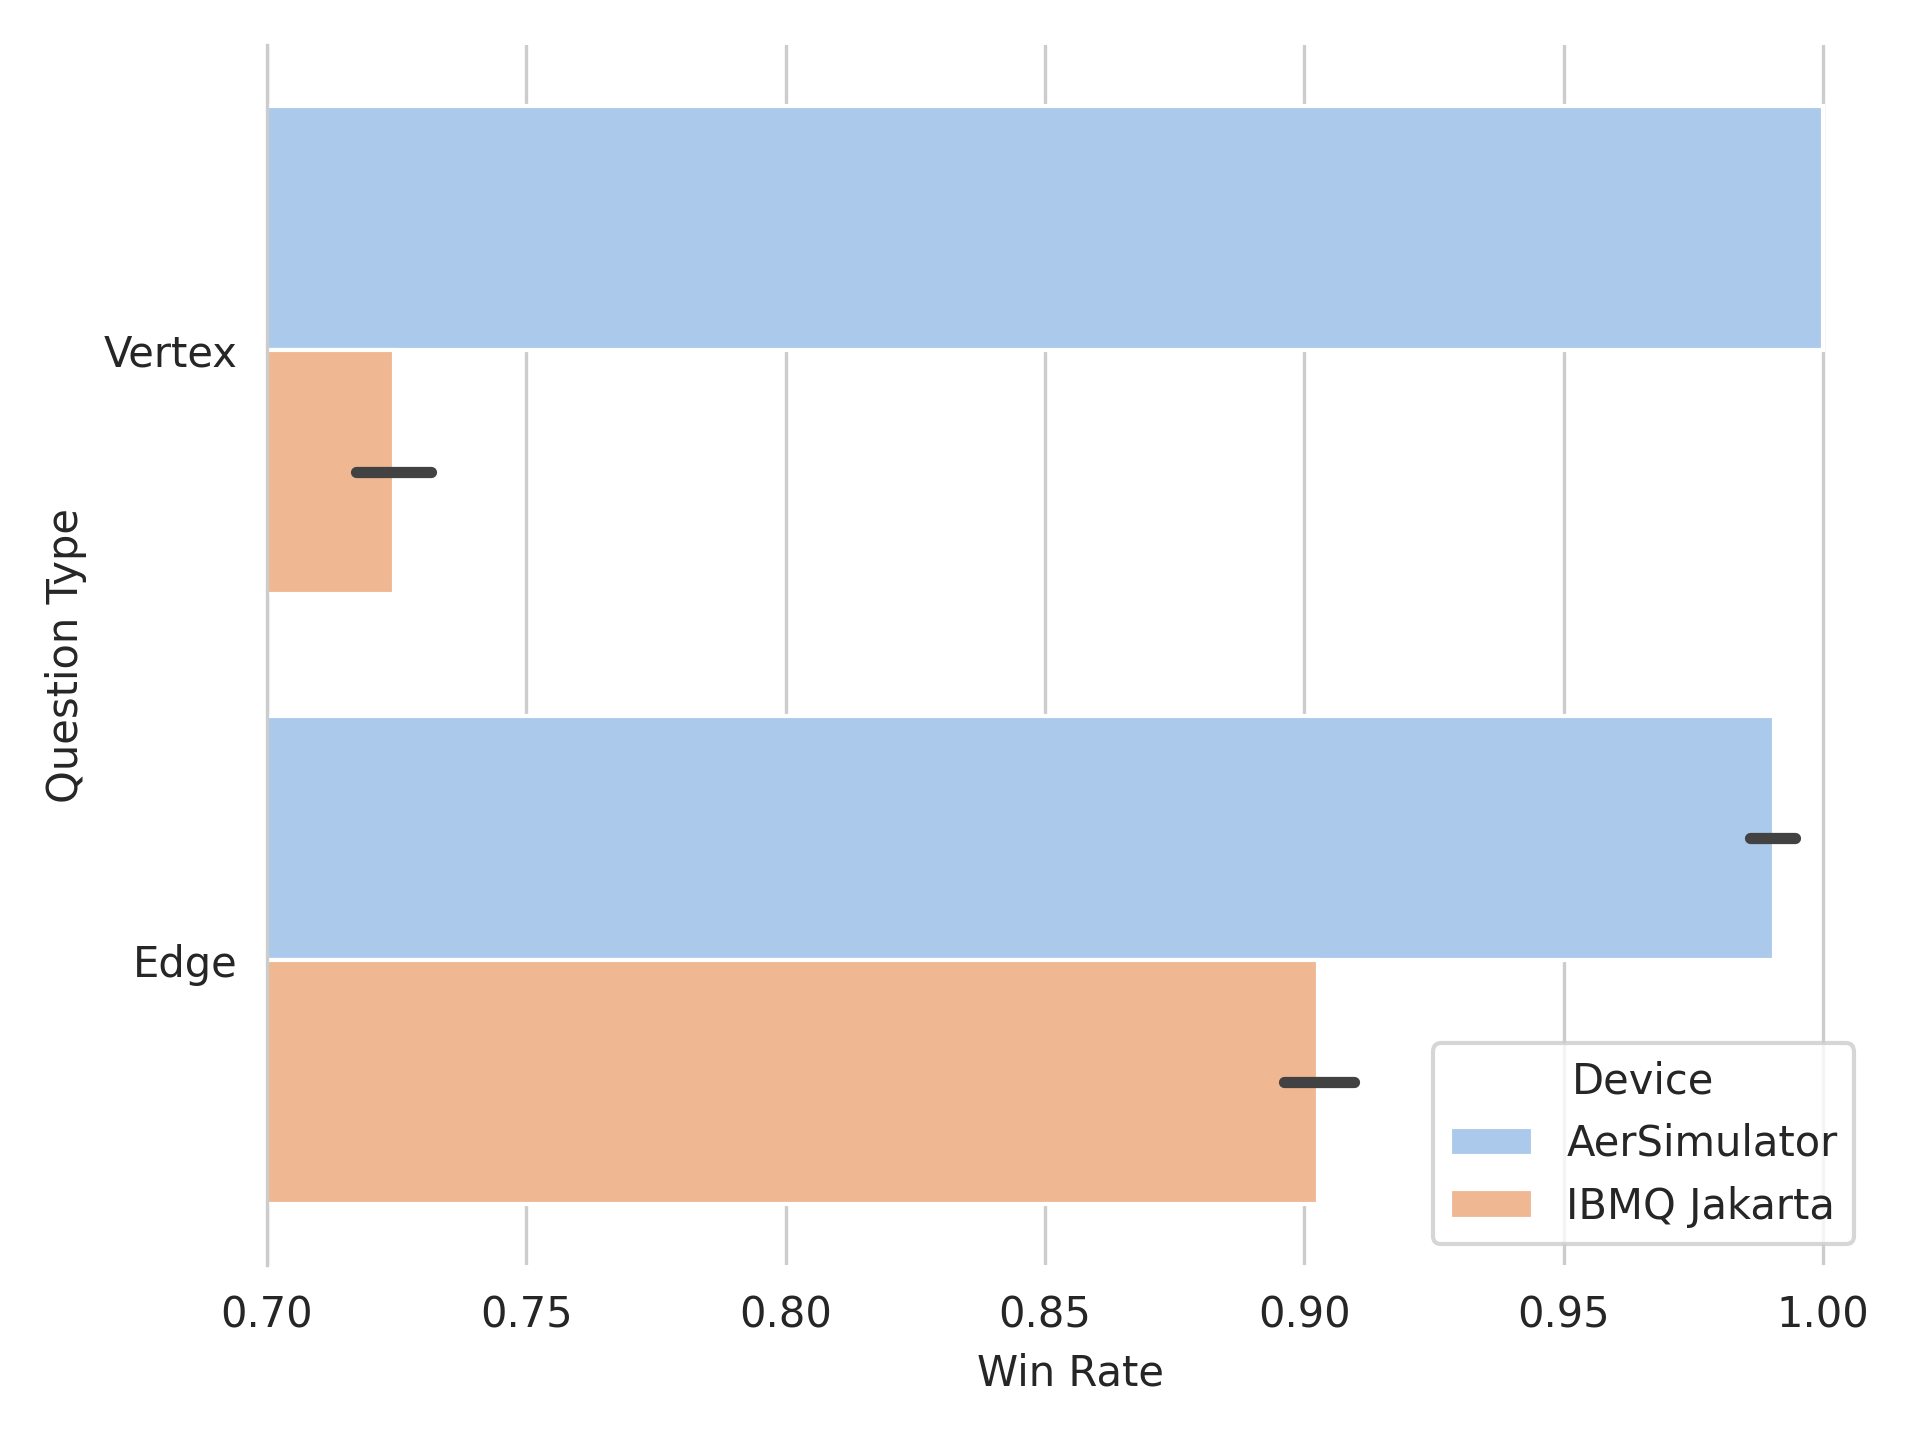 Vertex
Edge
Question Type
Device
AerSimulator
IBMQ Jakarta
0.70 0.75 0.80 0.85 0.90 0.95 1.00
Win Rate